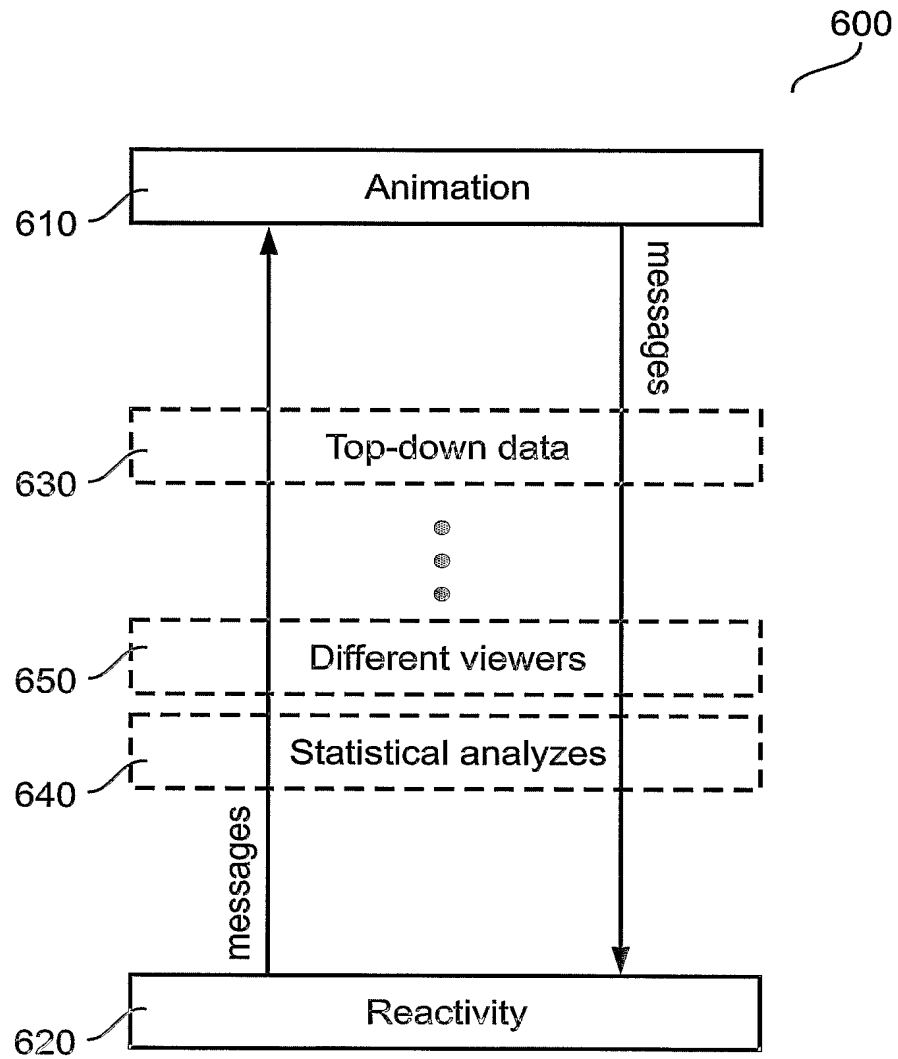 600
Animation
610
messages
Top-down data
630
Different viewers
650
Statistical analyzes
640
messages
Reactivity
620